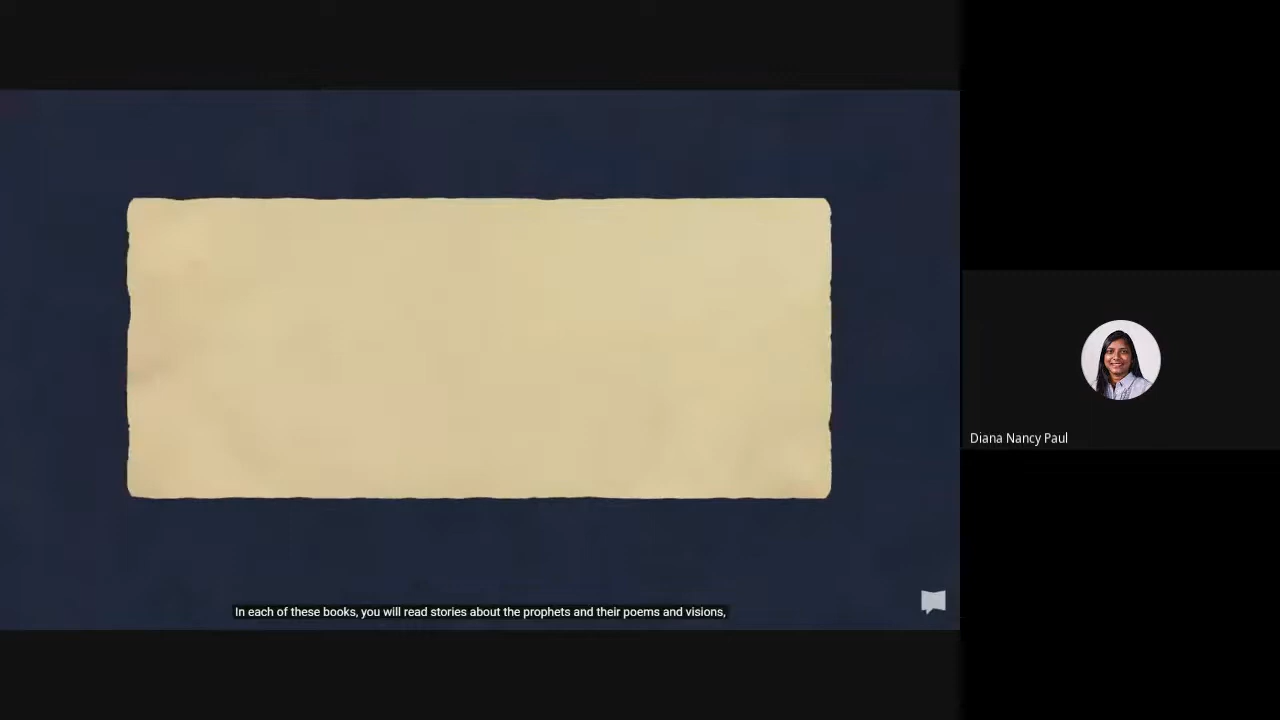 In each of these books, you will read stories about the prophets and their poems and visions,
Diana Nancy Paul